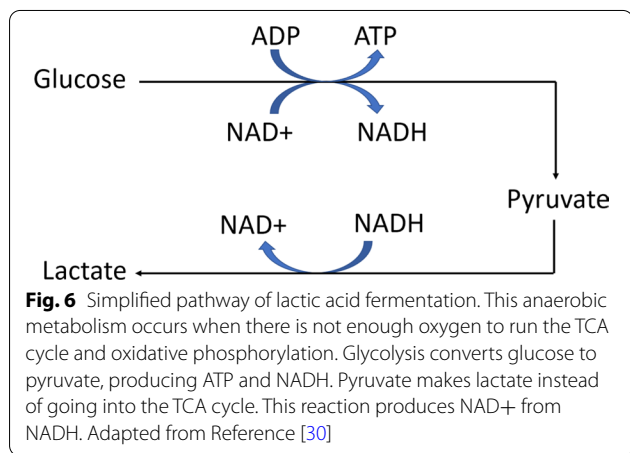 ADP ATP
Glucose
NAD+ NADH
Pyruvate
NAD+ NADH
Lactate
Fig. 6 Simplified pathway of lactic acid fermentation. This anaerobic
metabolism occurs when there is not enough oxygen to run the TCA
cycle and oxidative phosphorylation. Glycolysis converts glucose to
pyruvate, producing ATP and NADH. Pyruvate makes lactate instead
of going into the TCA cycle. This reaction produces NAD+ from
NADH. Adapted from Reference [30]